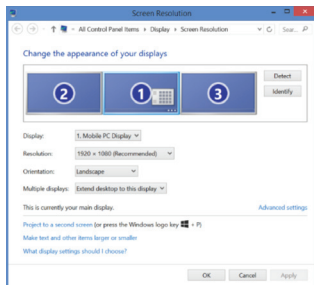 Screen Resolution
All Control Panel Items ▸ Display ▸ Screen Resolution
Change the appearance of your displays
2
1
3
Detect
Identify
Display: 1. Mobile PC Display
Resolution: 1920 × 1080 (Recommended)
Orientation: Landscape
Multiple displays: Extend desktop to this display
This is currently your main display.
Advanced settings
Project to a second screen (or press the Windows logo key + P)
Make text and other items larger or smaller
What display settings should I choose?
OK
Cancel
Apply